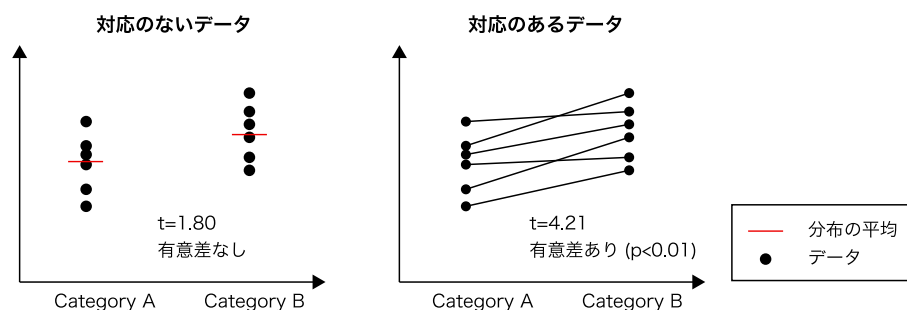 対応のないデータ
t=1.80
有意差なし
Category A
Category B
対応のあるデータ
t=4.21
有意差あり (p<0.01)
Category A
Category B
分布の平均
データ